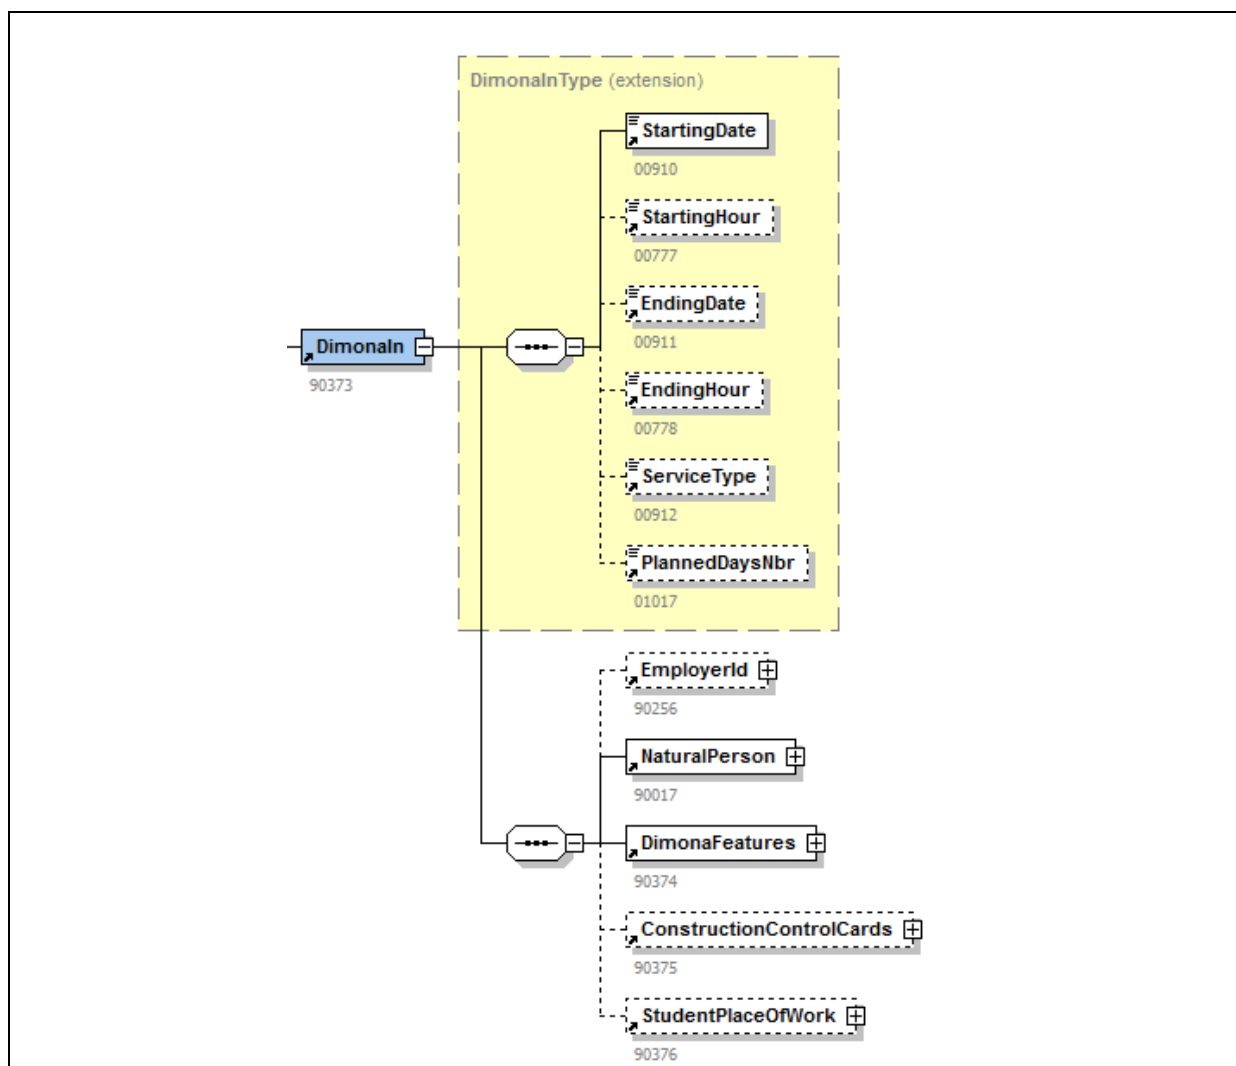 DimonaInType (extension)
StartingDate
00910
StartingHour
00777
EndingDate
00911
DimonaIn
90373
EndingHour
00778
ServiceType
00912
PlannedDaysNbr
01017
EmployerId
90256
NaturalPerson
90017
DimonaFeatures
90374
ConstructionControlCards
90375
StudentPlaceOfWork
90376